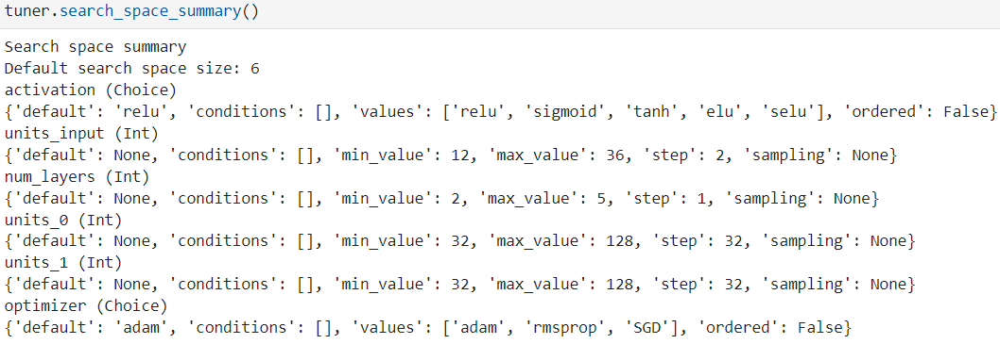 tuner.search_space_summary()
Search space summary
Default search space size: 6
activation (Choice)
{'default': 'relu', 'conditions': [], 'values': ['relu', 'sigmoid', 'tanh', 'elu', 'selu'], 'ordered': False}
units_input (Int)
{'default': None, 'conditions': [], 'min_value': 12, 'max_value': 36, 'step': 2, 'sampling': None}
num_layers (Int)
{'default': None, 'conditions': [], 'min_value': 2, 'max_value': 5, 'step': 1, 'sampling': None}
units_0 (Int)
{'default': None, 'conditions': [], 'min_value': 32, 'max_value': 128, 'step': 32, 'sampling': None}
units_1 (Int)
{'default': None, 'conditions': [], 'min_value': 32, 'max_value': 128, 'step': 32, 'sampling': None}
optimizer (Choice)
{'default': 'adam', 'conditions': [], 'values': ['adam', 'rmsprop', 'SGD'], 'ordered': False}